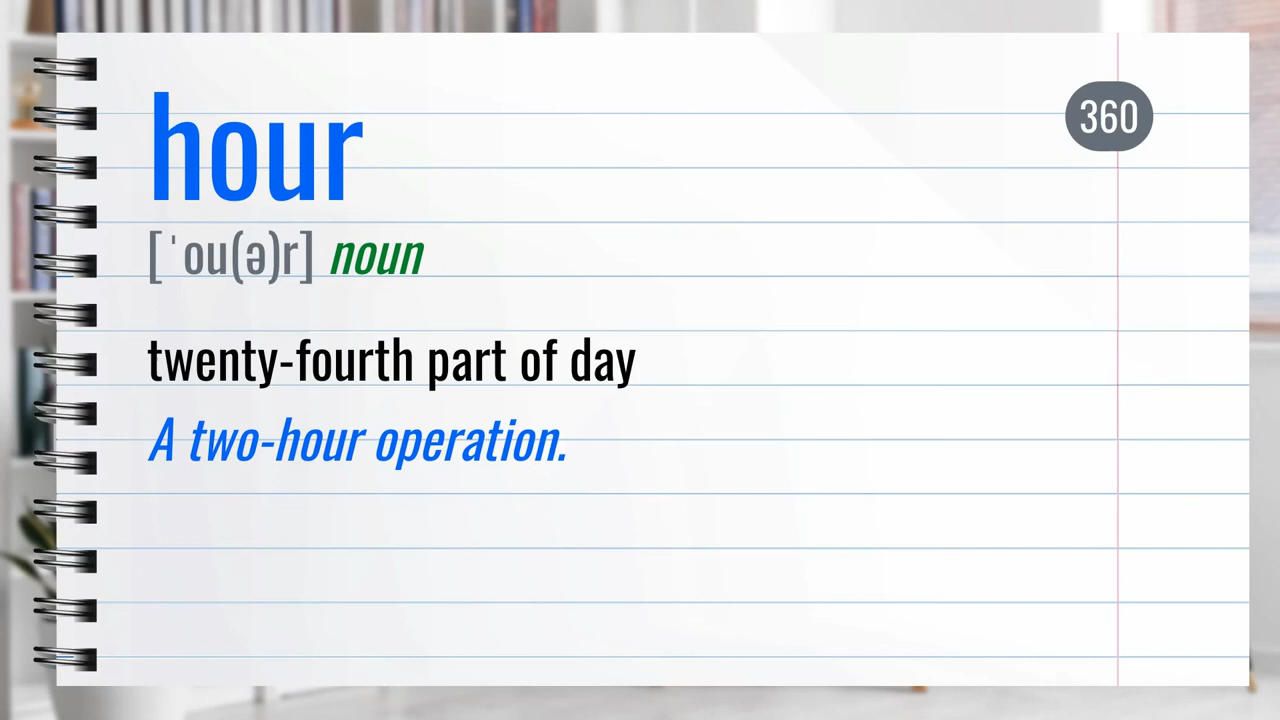 hour
360
[ˈou(ə)r] noun
twenty-fourth part of day
A two-hour operation.